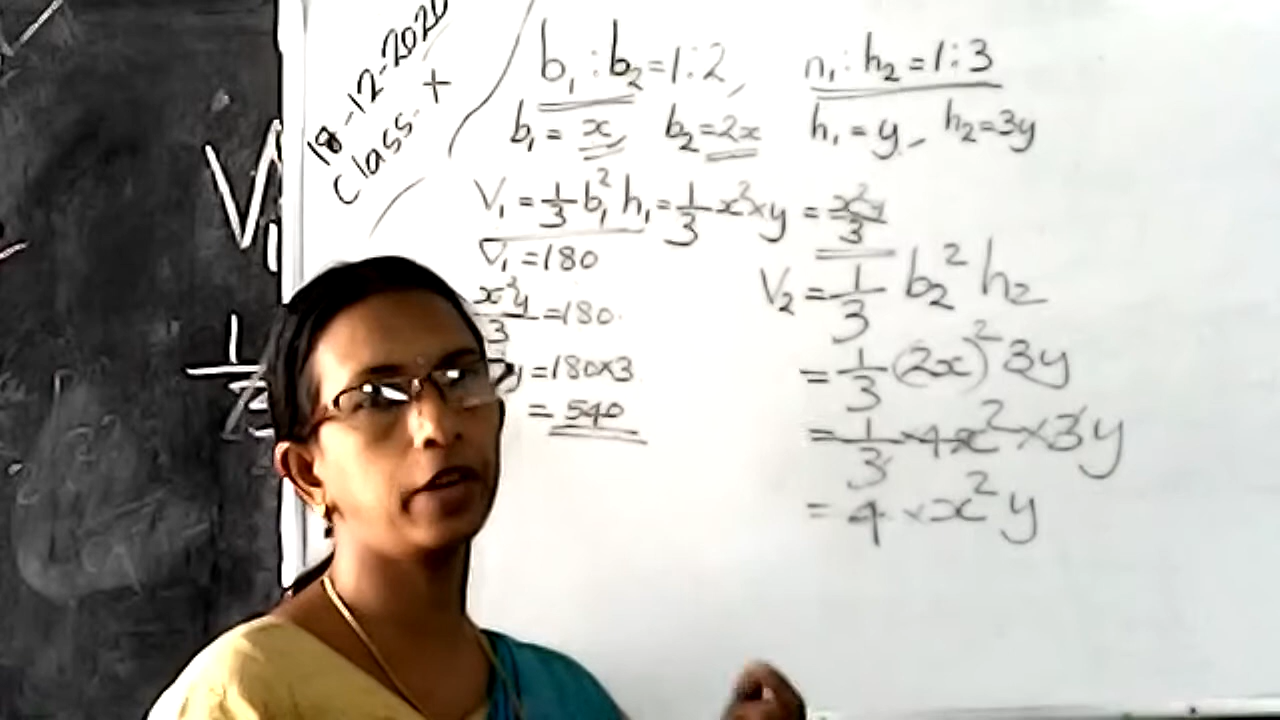 18-12-2020
Class- X
b₁ : b₂ = 1:2, h₁ : h₂ = 1:3
b₁ = x, b₂ = 2x h₁ = y, h₂ = 3y
V₁ = 1/3 b₁² h₁ = 1/3 x² × y = x²y/3
V₁ = 180
x²y/3 = 180
y = 180×3
= 540
V₂ = 1/3 b₂² h₂
= 1/3 (2x)² 3y
= 1/3 × 4x² × 3y
= 4 × x² y
V₁